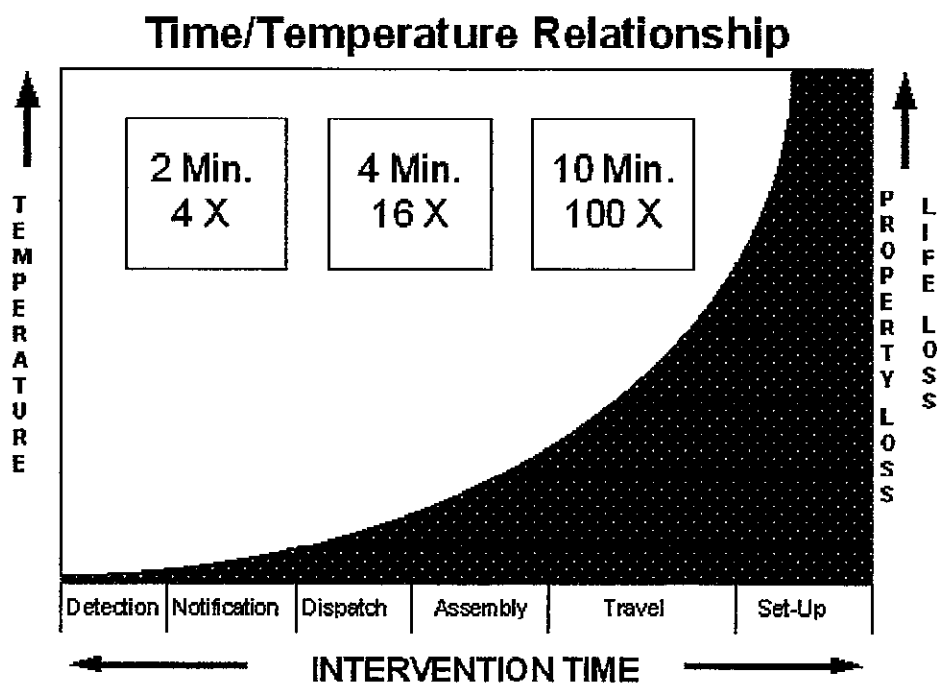 Time/Temperature Relationship
TEMPERATURE
2 Min.
4 X
4 Min.
16 X
10 Min.
100 X
PROPERTY LOSS
LIFE LOSS
Detection
Notification
Dispatch
Assembly
Travel
Set-Up
INTERVENTION TIME